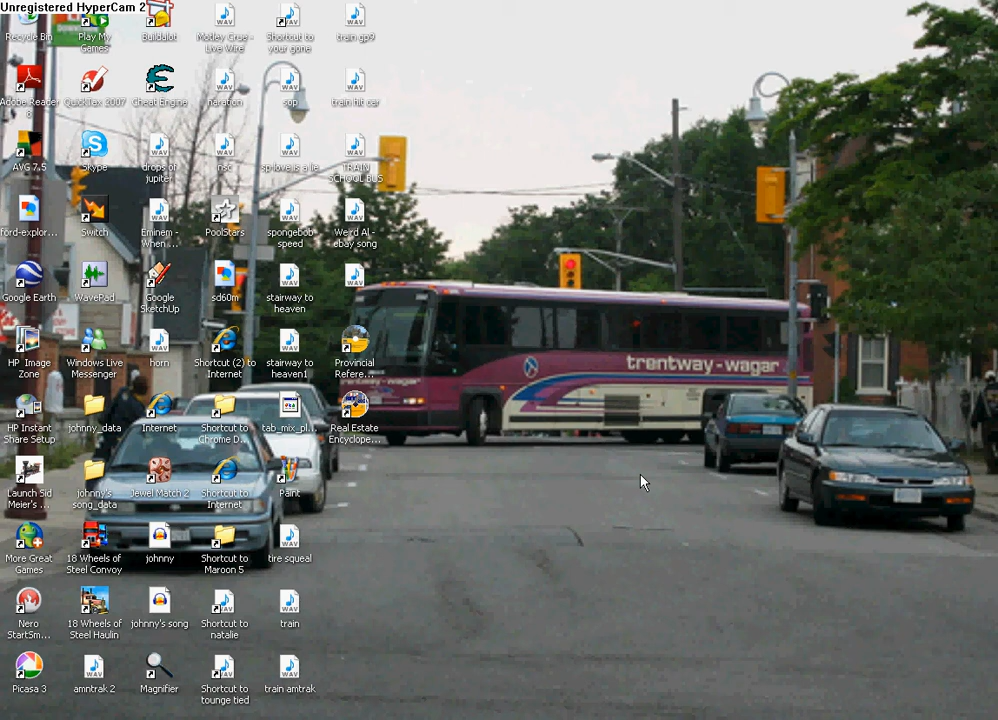 Unregistered HyperCam 2
Recycle Bin
Play My
Games
Buildalot
Motley Crue -
Live Wire
Shortcut to
your gone
train gp9
Adobe Reader
8
QuickTax 2007
Cheat Engine
naration
sop
train hit car
AVG 7.5
Skype
drops of
jupiter
nsc
sp-love is a lie
TRAIN
SCHOOL BUS
ford-explor...
Switch
Eminem -
When ...
PoolStars
spongebob
speed
Weird Al -
ebay song
Google Earth
WavePad
Google
SketchUp
sd60m
stairway to
heaven
HP Image
Zone
Windows Live
Messenger
horn
Shortcut (2) to
Internet
stairway to
heaven1
Provincial
Refere...
HP Instant
Share Setup
johnny_data
Internet
Shortcut to
Chrome D...
tab_mix_pl...
Real Estate
Encyclope...
Launch Sid
Meier's ...
johnny's
song_data
Jewel Match 2
Shortcut to
Internet
Paint
More Great
Games
18 Wheels of
Steel Convoy
johnny
Shortcut to
Maroon 5
tire squeal
Nero
StartSm...
18 Wheels of
Steel Haulin
johnny's song
Shortcut to
natalie
train
Picasa 3
amntrak 2
Magnifier
Shortcut to
tounge tied
train amtrak
trentway-wagar
trentway-wagar